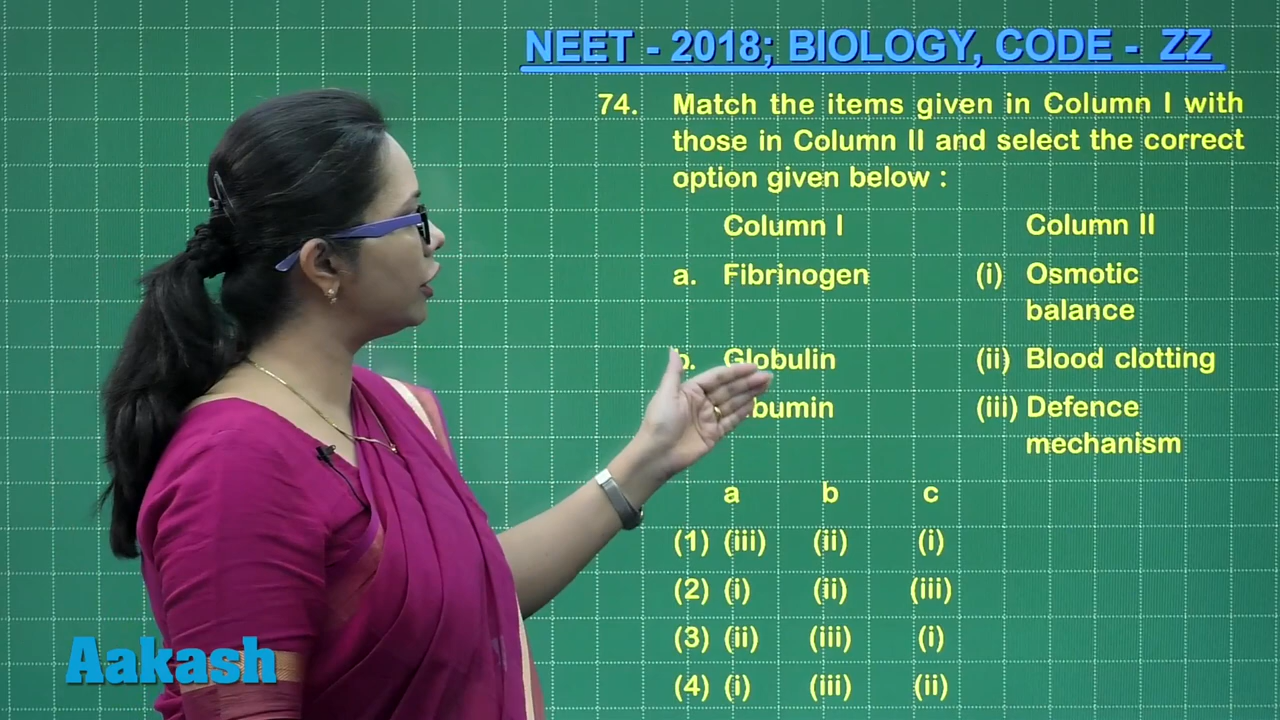 NEET - 2018; BIOLOGY, CODE - ZZ
74. Match the items given in Column I with
those in Column II and select the correct
option given below :
Column I Column II
a. Fibrinogen (i) Osmotic
balance
b. Globulin (ii) Blood clotting
bumin (iii) Defence
mechanism
a b c
(1) (iii) (ii) (i)
(2) (i) (ii) (iii)
(3) (ii) (iii) (i)
(4) (i) (iii) (ii)
Aakash